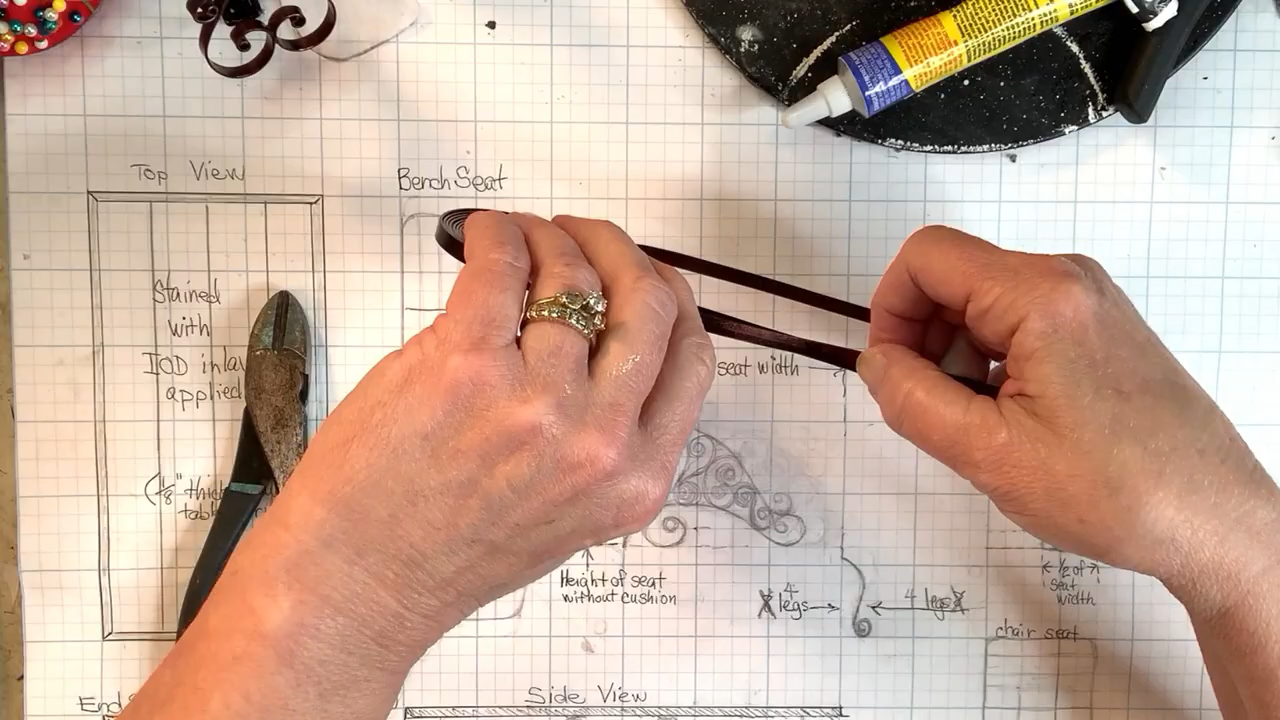 Top View
Bench Seat
Stained
with
IOD inlay
applied
seat width
(1/8" thick
Height of seat
without cushion
4
legs
4 legs
1/2 of
seat
width
chair seat
End
Side View